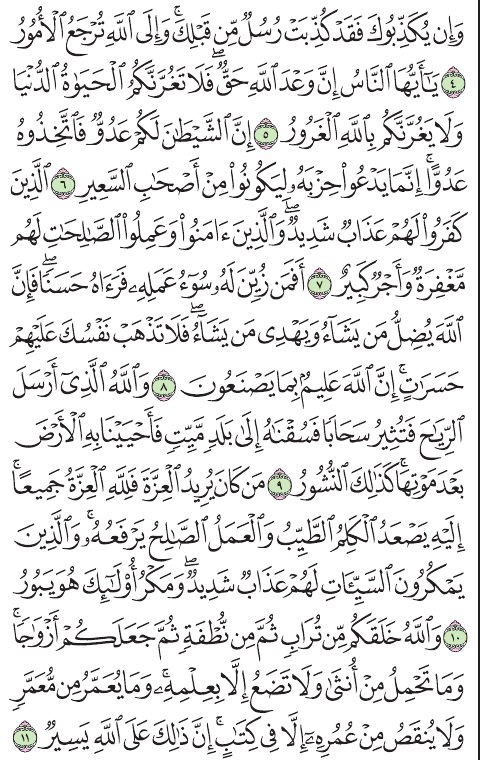 وَإِن يُكَذِّبُوكَ فَقَدْ كُذِّبَتْ رُسُلٌ مِّن قَبْلِكَ ۚ وَإِلَى ٱللَّهِ تُرْجَعُ ٱلْأُمُورُ
٤ يَـٰٓأَيُّهَا ٱلنَّاسُ إِنَّ وَعْدَ ٱللَّهِ حَقٌّ ۖ فَلَا تَغُرَّنَّكُمُ ٱلْحَيَوٰةُ ٱلدُّنْيَا
وَلَا يَغُرَّنَّكُم بِٱللَّهِ ٱلْغَرُورُ ٥ إِنَّ ٱلشَّيْطَـٰنَ لَكُمْ عَدُوٌّ فَٱتَّخِذُوهُ
عَدُوًّا ۚ إِنَّمَا يَدْعُوا۟ حِزْبَهُۥ لِيَكُونُوا۟ مِنْ أَصْحَـٰبِ ٱلسَّعِيرِ ٦ ٱلَّذِينَ
كَفَرُوا۟ لَهُمْ عَذَابٌ شَدِيدٌ ۖ وَٱلَّذِينَ ءَامَنُوا۟ وَعَمِلُوا۟ ٱلصَّـٰلِحَـٰتِ لَهُم
مَّغْفِرَةٌ وَأَجْرٌ كَبِيرٌ ٧ أَفَمَن زُيِّنَ لَهُۥ سُوٓءُ عَمَلِهِۦ فَرَءَاهُ حَسَنًا ۖ فَإِنَّ
ٱللَّهَ يُضِلُّ مَن يَشَآءُ وَيَهْدِى مَن يَشَآءُ ۖ فَلَا تَذْهَبْ نَفْسُكَ عَلَيْهِمْ
حَسَرَٰتٍ ۚ إِنَّ ٱللَّهَ عَلِيمٌۢ بِمَا يَصْنَعُونَ ٨ وَٱللَّهُ ٱلَّذِىٓ أَرْسَلَ
ٱلرِّيَـٰحَ فَتُثِيرُ سَحَابًا فَسُقْنَـٰهُ إِلَىٰ بَلَدٍ مَّيِّتٍ فَأَحْيَيْنَا بِهِ ٱلْأَرْضَ
بَعْدَ مَوْتِهَا ۚ كَذَٰلِكَ ٱلنُّشُورُ ٩ مَن كَانَ يُرِيدُ ٱلْعِزَّةَ فَلِلَّهِ ٱلْعِزَّةُ جَمِيعًا ۚ
إِلَيْهِ يَصْعَدُ ٱلْكَلِمُ ٱلطَّيِّبُ وَٱلْعَمَلُ ٱلصَّـٰلِحُ يَرْفَعُهُۥ ۚ وَٱلَّذِينَ
يَمْكُرُونَ ٱلسَّيِّـَٔاتِ لَهُمْ عَذَابٌ شَدِيدٌ ۖ وَمَكْرُ أُو۟لَـٰٓئِكَ هُوَ يَبُورُ
١٠ وَٱللَّهُ خَلَقَكُم مِّن تُرَابٍ ثُمَّ مِن نُّطْفَةٍ ثُمَّ جَعَلَكُمْ أَزْوَٰجًا ۚ
وَمَا تَحْمِلُ مِنْ أُنثَىٰ وَلَا تَضَعُ إِلَّا بِعِلْمِهِۦ ۚ وَمَا يُعَمَّرُ مِن مُّعَمَّرٍ
وَلَا يُنقَصُ مِنْ عُمُرِهِۦٓ إِلَّا فِى كِتَـٰبٍ ۚ إِنَّ ذَٰلِكَ عَلَى ٱللَّهِ يَسِيرٌ ١١